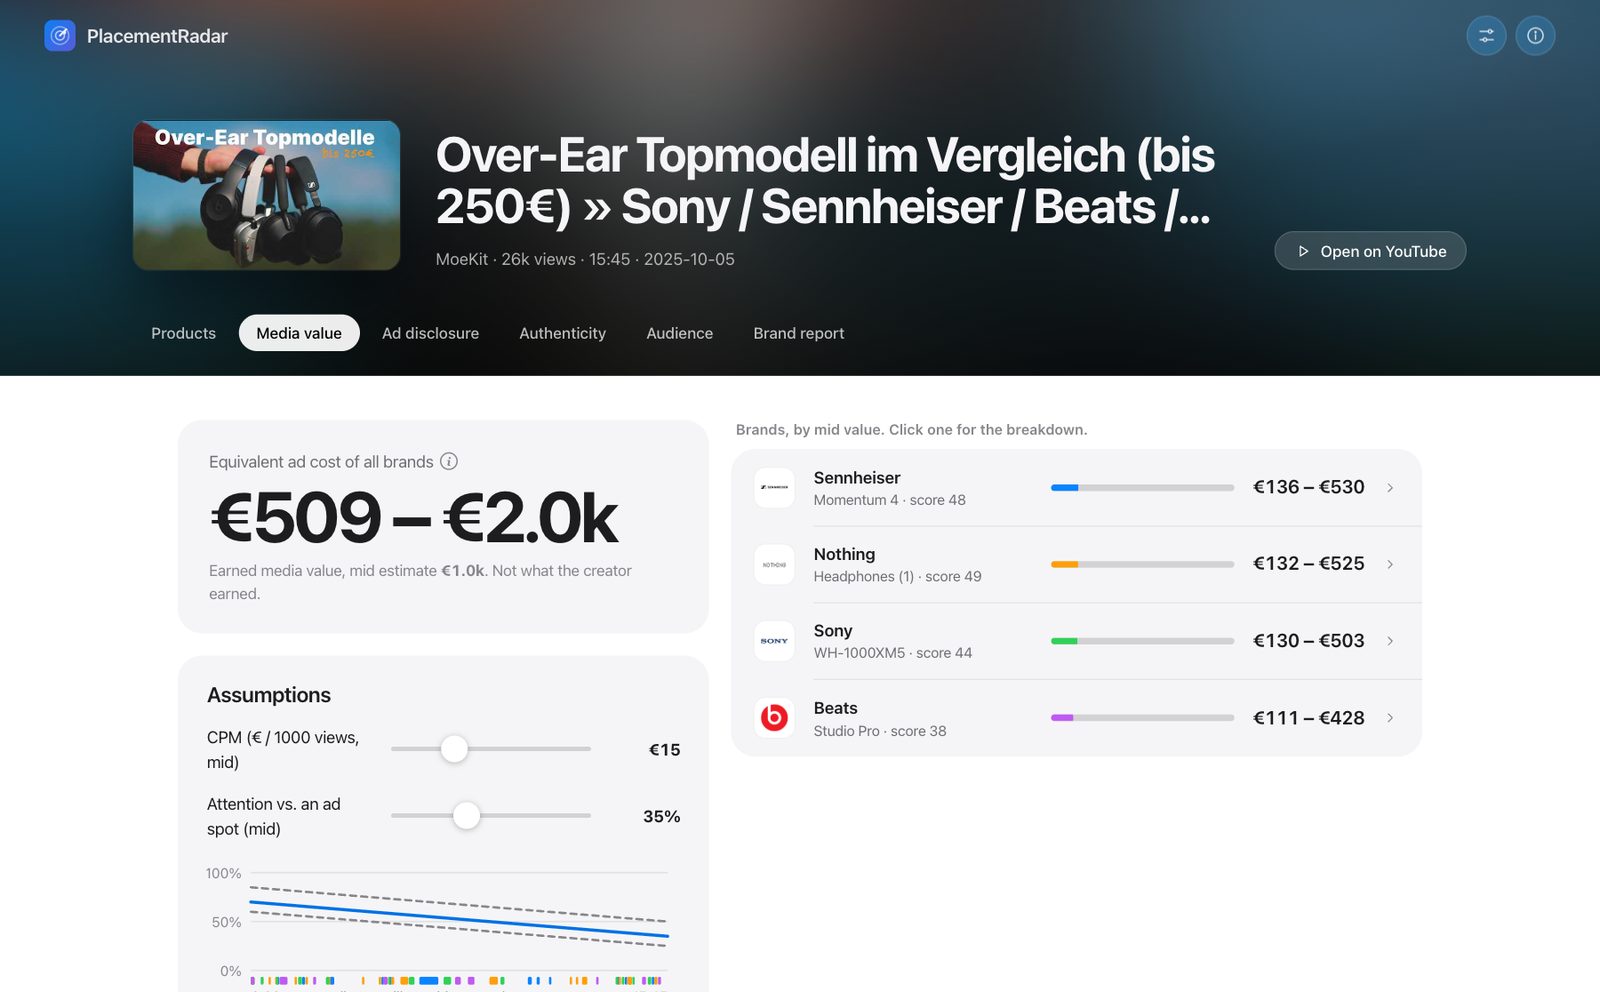 PlacementRadar
Over-Ear Topmodelle
bis 250€
Over-Ear Topmodell im Vergleich (bis
250€) » Sony / Sennheiser / Beats /...
MoeKit · 26k views · 15:45 · 2025-10-05
Open on YouTube
Products
Media value
Ad disclosure
Authenticity
Audience
Brand report
Equivalent ad cost of all brands
€509 – €2.0k
Earned media value, mid estimate €1.0k. Not what the creator
earned.
Assumptions
CPM (€ / 1000 views,
mid)
€15
Attention vs. an ad
spot (mid)
35%
100%
50%
0%
Brands, by mid value. Click one for the breakdown.
SENNHEISER
Sennheiser
Momentum 4 · score 48
€136 – €530
NOTHING
Nothing
Headphones (1) · score 49
€132 – €525
SONY
Sony
WH-1000XM5 · score 44
€130 – €503
Beats
Studio Pro · score 38
€111 – €428